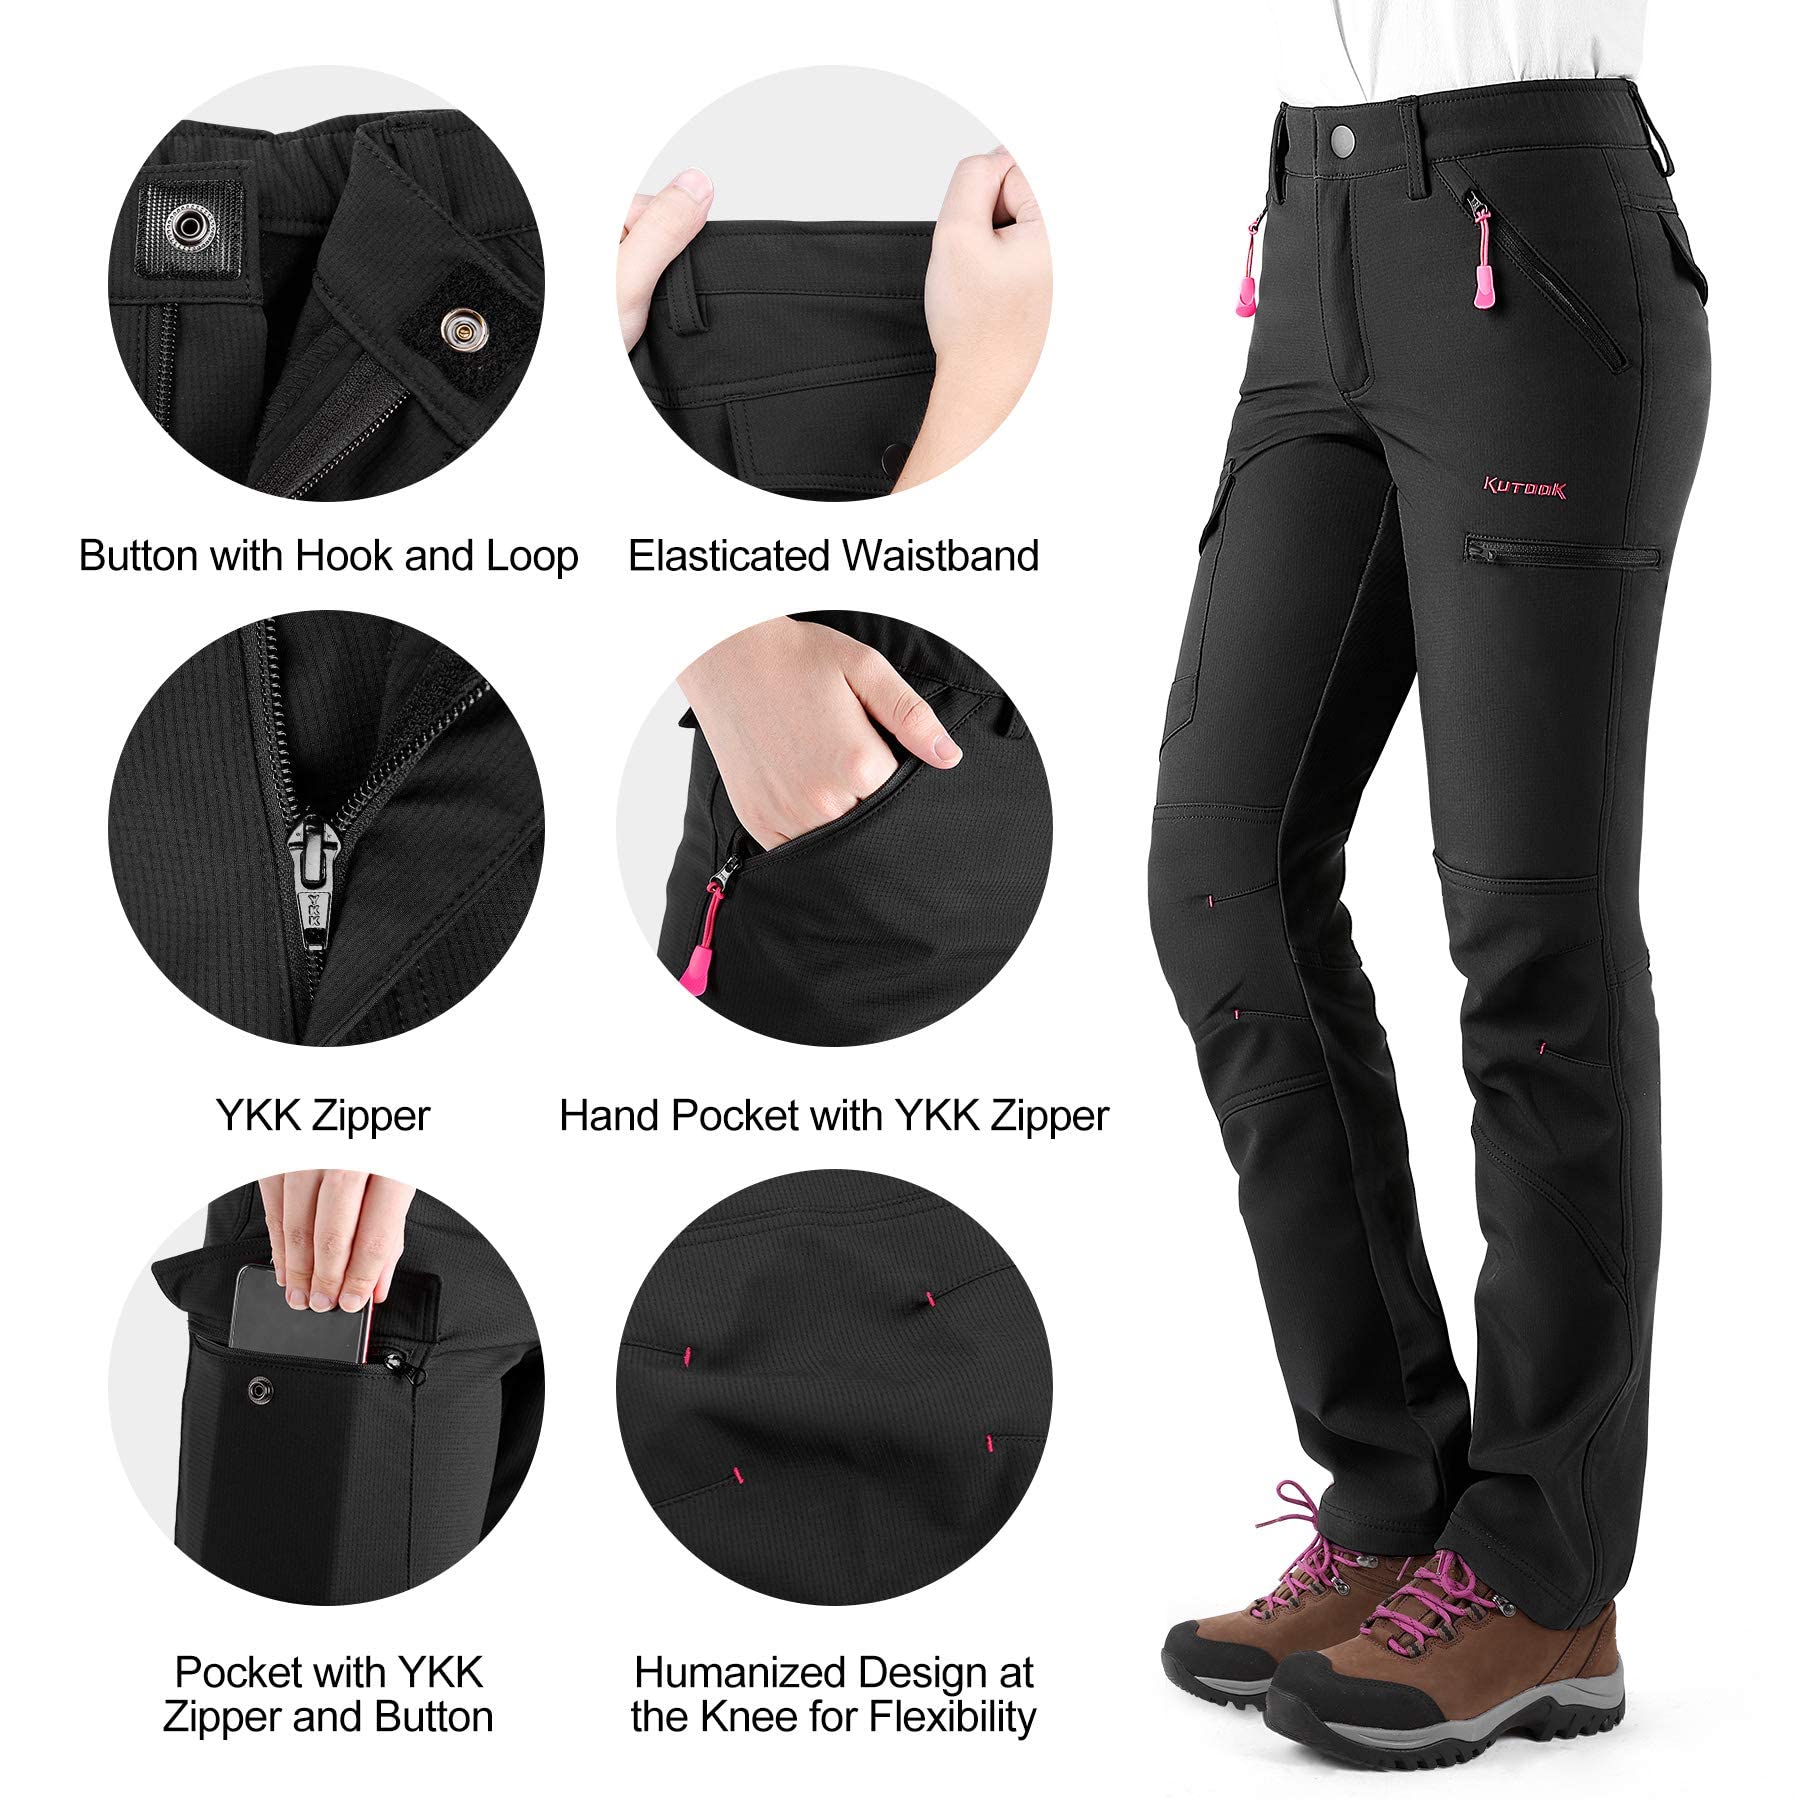 Button with Hook and Loop
Elasticated Waistband
KUTOOK
YKK
YKK Zipper
Hand Pocket with YKK Zipper
Pocket with YKK
Zipper and Button
Humanized Design at
the Knee for Flexibility